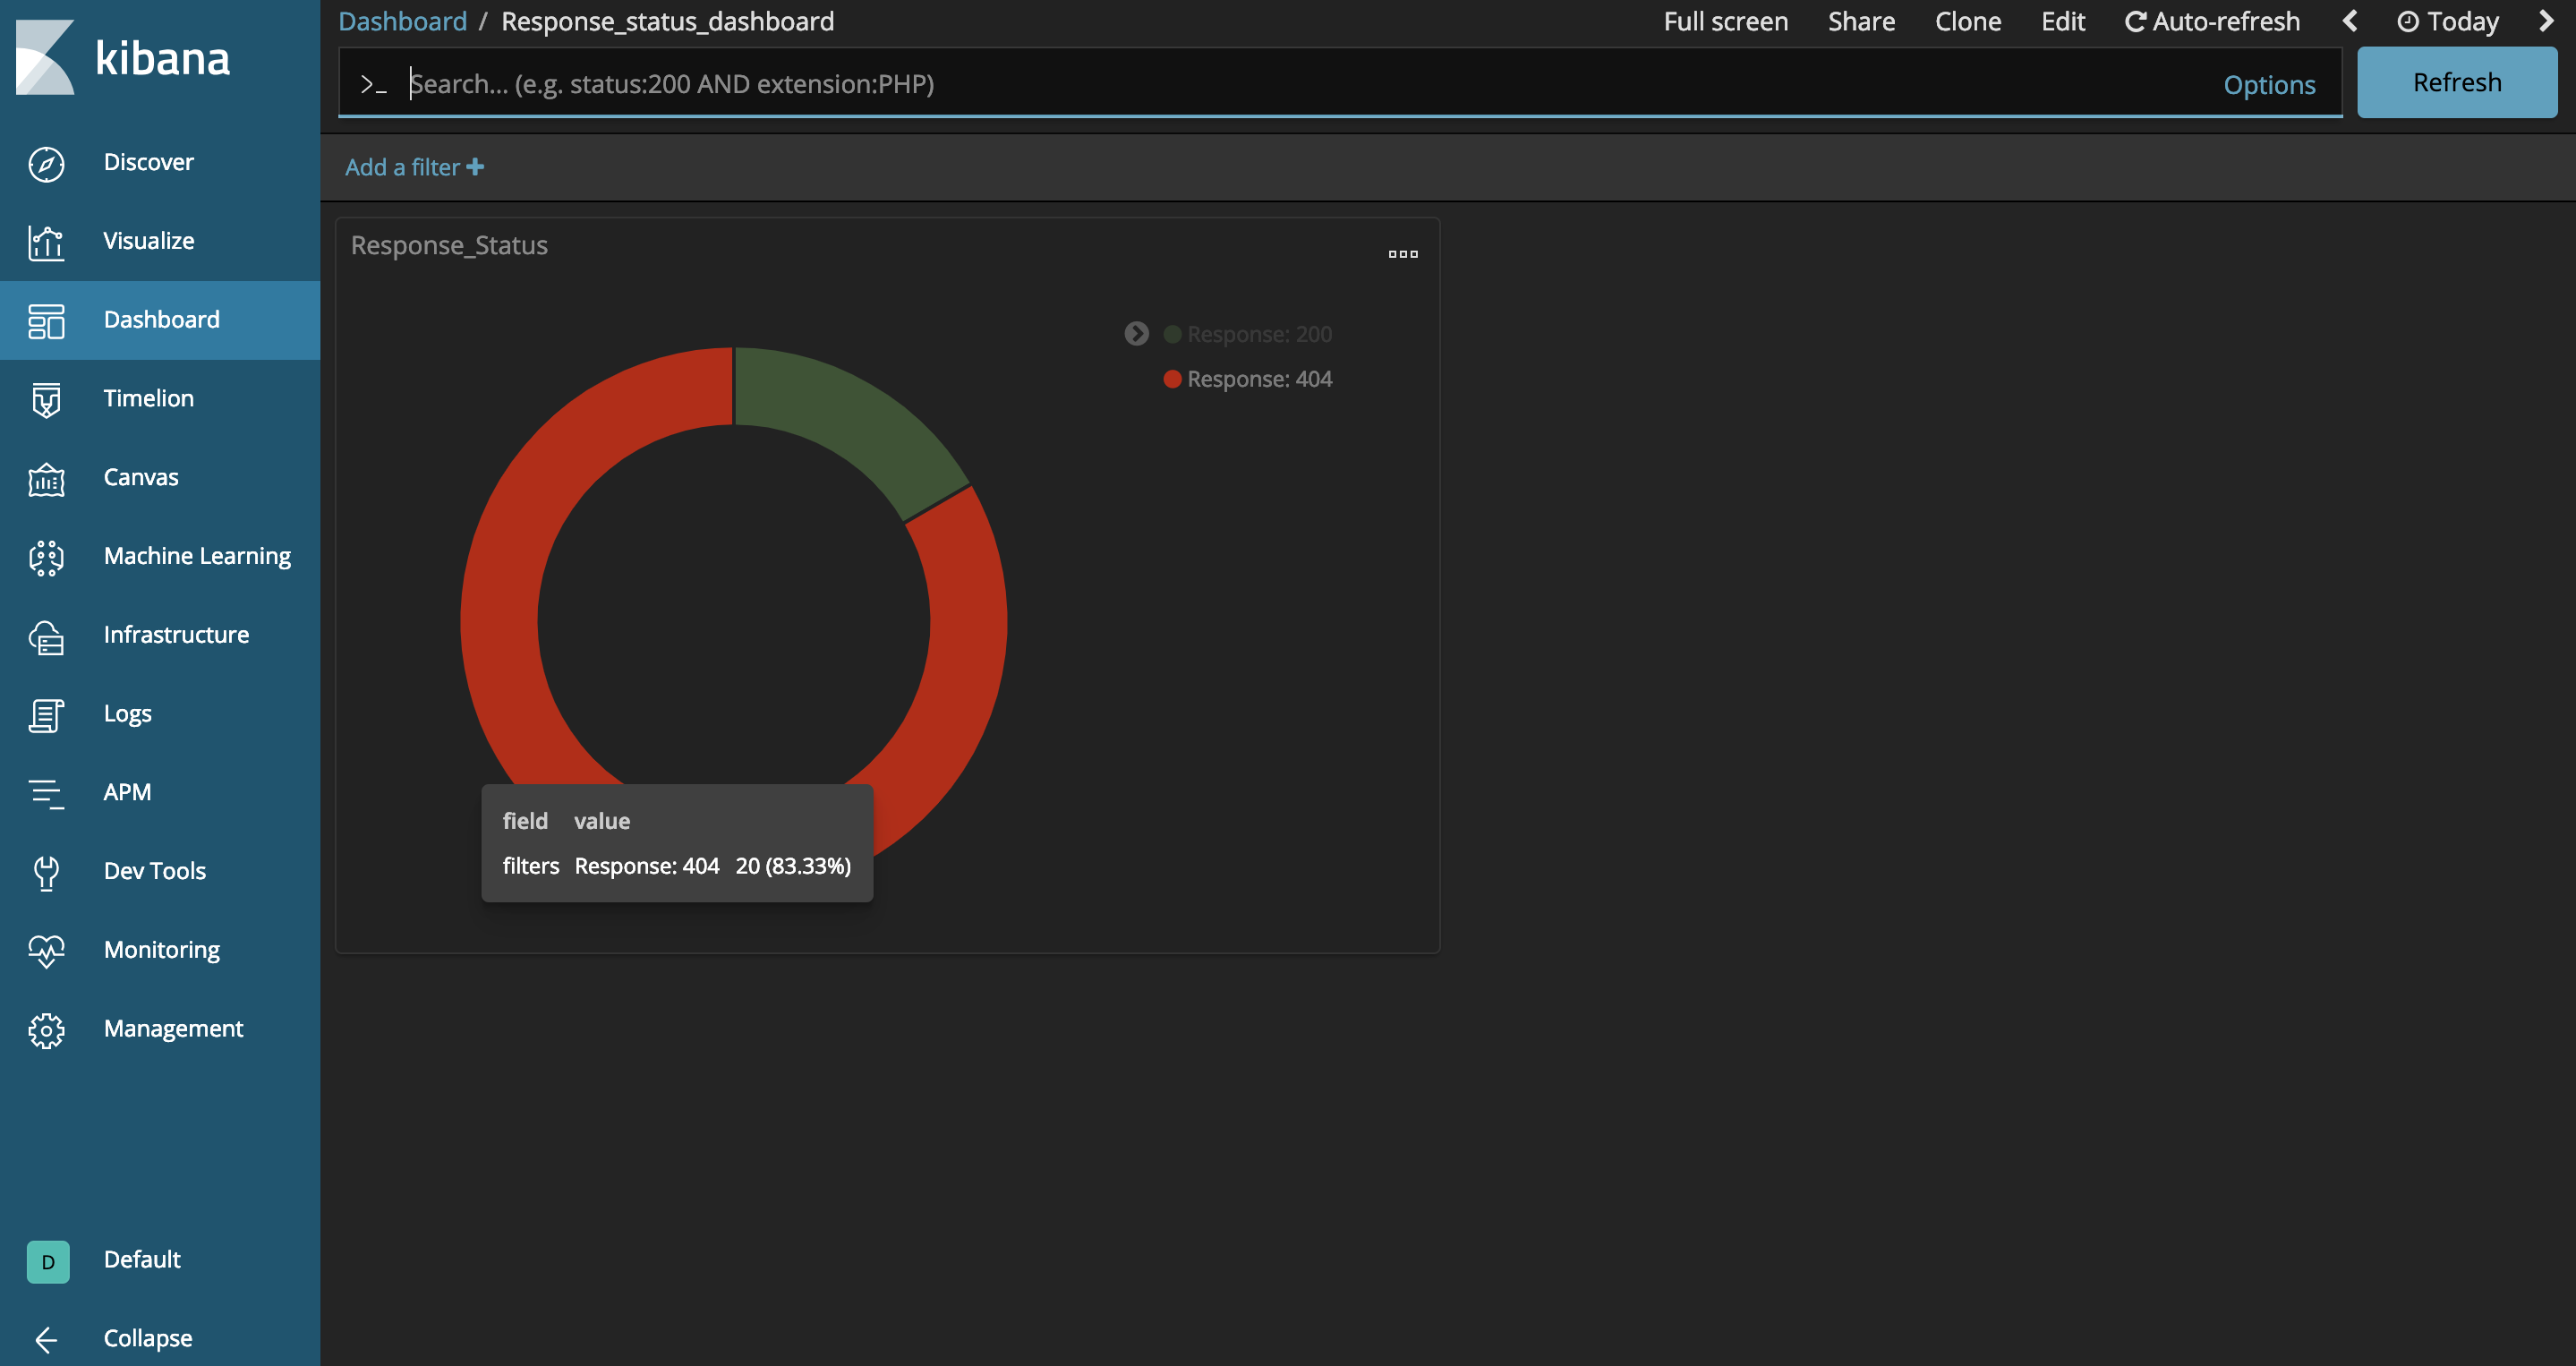 kibana
Discover
Visualize
Dashboard
Timelion
Canvas
Machine Learning
Infrastructure
Logs
APM
Dev Tools
Monitoring
Management
D Default
Collapse
Dashboard / Response_status_dashboard
Full screen Share Clone Edit Auto-refresh Today
>_ Search... (e.g. status:200 AND extension:PHP) Options Refresh
Add a filter
Response_Status
Response: 200
Response: 404
field value
filters Response: 404 20 (83.33%)